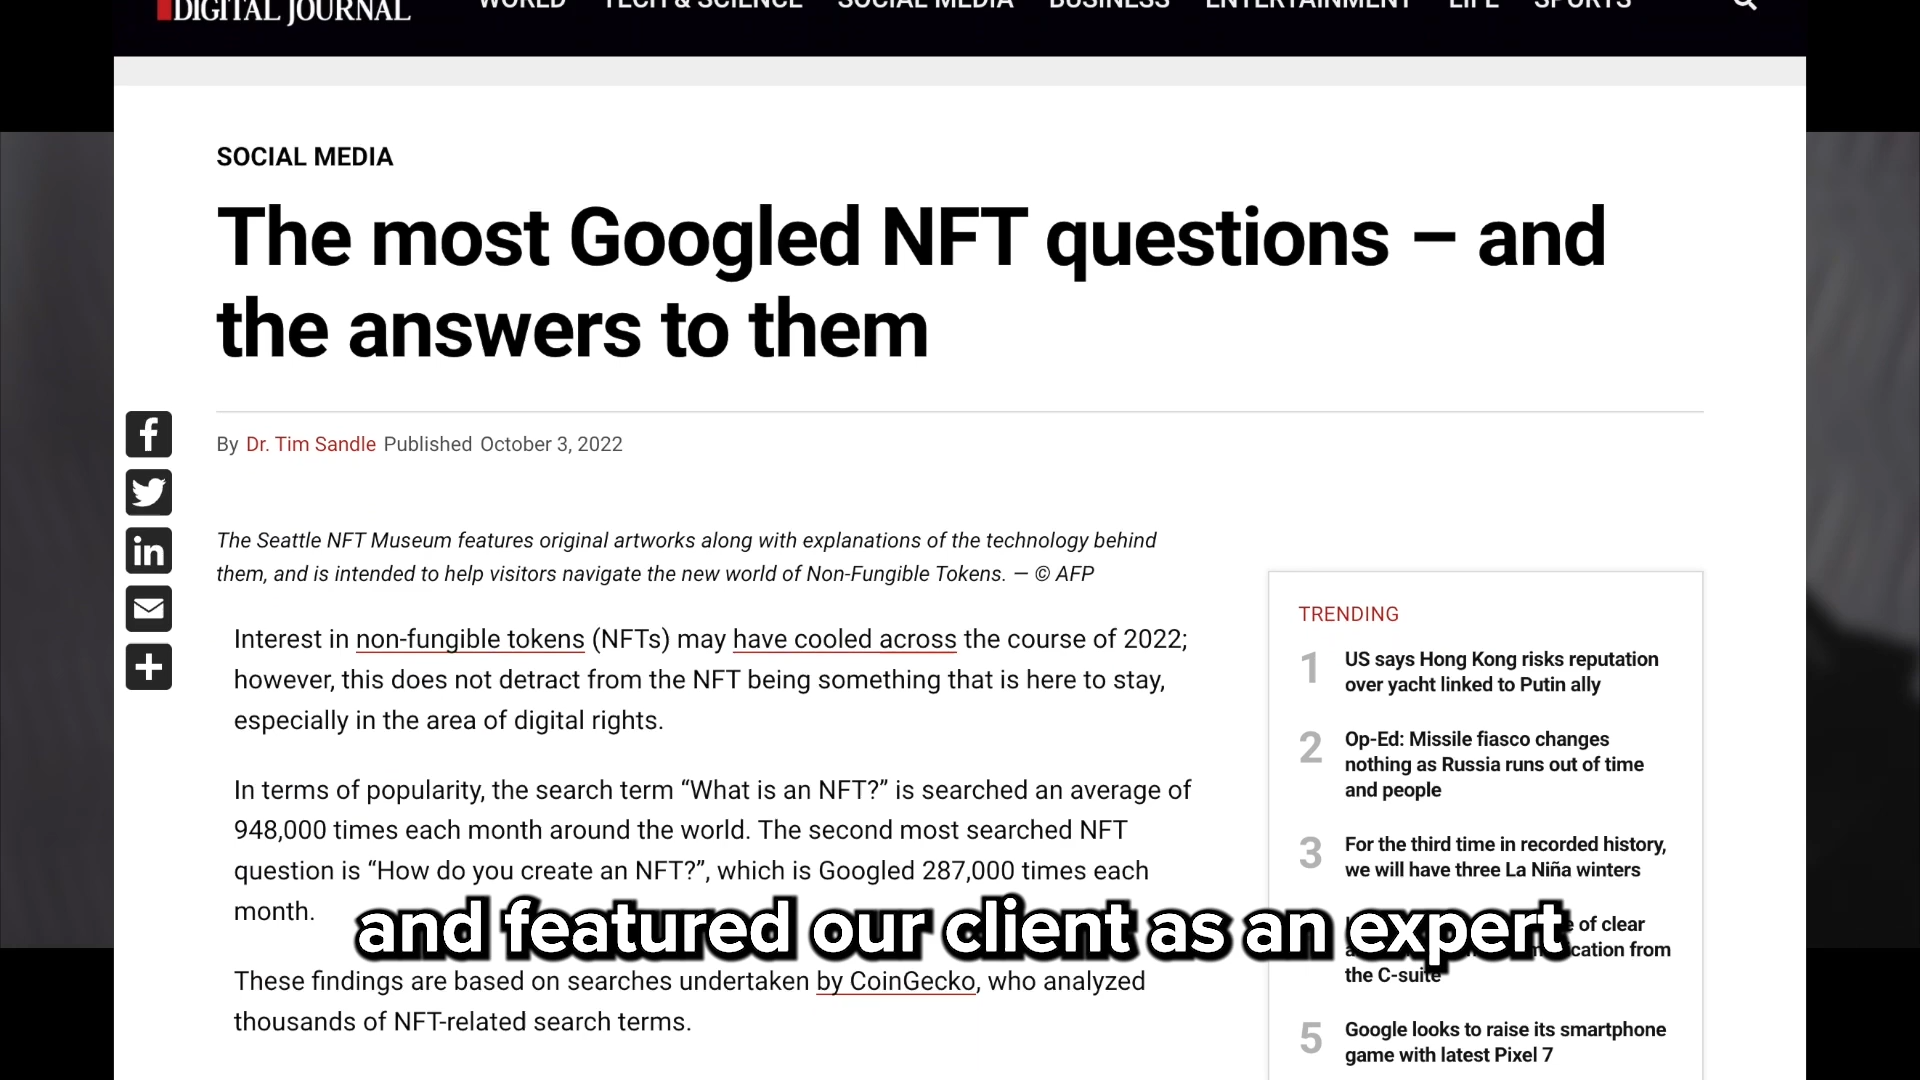 DIGITAL JOURNAL
WORLD TECH & SCIENCE SOCIAL MEDIA BUSINESS ENTERTAINMENT LIFE SPORTS
SOCIAL MEDIA
The most Googled NFT questions – and
the answers to them
By Dr. Tim Sandle Published October 3, 2022
The Seattle NFT Museum features original artworks along with explanations of the technology behind
them, and is intended to help visitors navigate the new world of Non-Fungible Tokens. — © AFP
Interest in non-fungible tokens (NFTs) may have cooled across the course of 2022;
however, this does not detract from the NFT being something that is here to stay,
especially in the area of digital rights.
In terms of popularity, the search term “What is an NFT?” is searched an average of
948,000 times each month around the world. The second most searched NFT
question is “How do you create an NFT?”, which is Googled 287,000 times each
month.
These findings are based on searches undertaken by CoinGecko, who analyzed
thousands of NFT-related search terms.
TRENDING
1 US says Hong Kong risks reputation
over yacht linked to Putin ally
2 Op-Ed: Missile fiasco changes
nothing as Russia runs out of time
and people
3 For the third time in recorded history,
we will have three La Niña winters
of clear
from
the C-suite
5 Google looks to raise its smartphone
game with latest Pixel 7
and featured our client as an expert